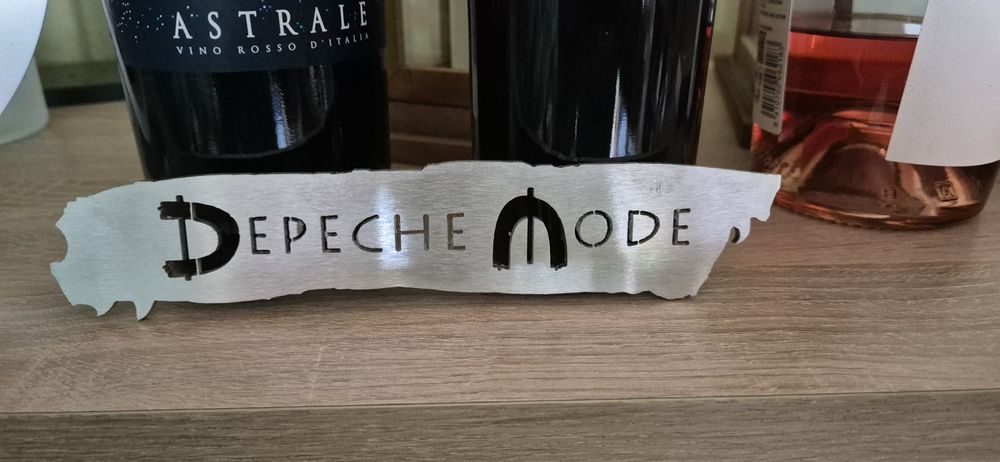 ASTRALE
VINO ROSSO D'ITALIA
DEPECHE MODE